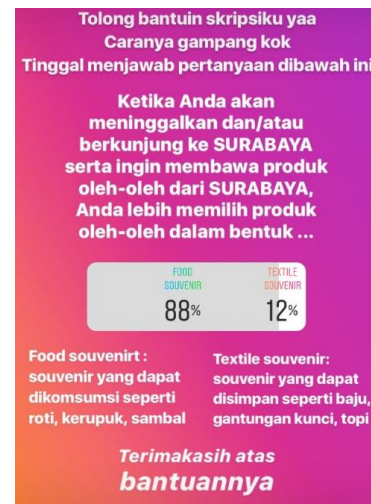 Tolong bantuin skripsiku yaa
Caranya gampang kok
Tinggal menjawab pertanyaan dibawah ini
Ketika Anda akan
meninggalkan dan/atau
berkunjung ke SURABAYA
serta ingin membawa produk
oleh-oleh dari SURABAYA,
Anda lebih memilih produk
oleh-oleh dalam bentuk ...
FOOD
SOUVENIR
88%
TEXTILE
SOUVENIR
12%
Food souvenirt :
souvenir yang dapat
dikomsumsi seperti
roti, kerupuk, sambal
Textile souvenir:
souvenir yang dapat
disimpan seperti baju,
gantungan kunci, topi
Terimakasih atas
bantuannya